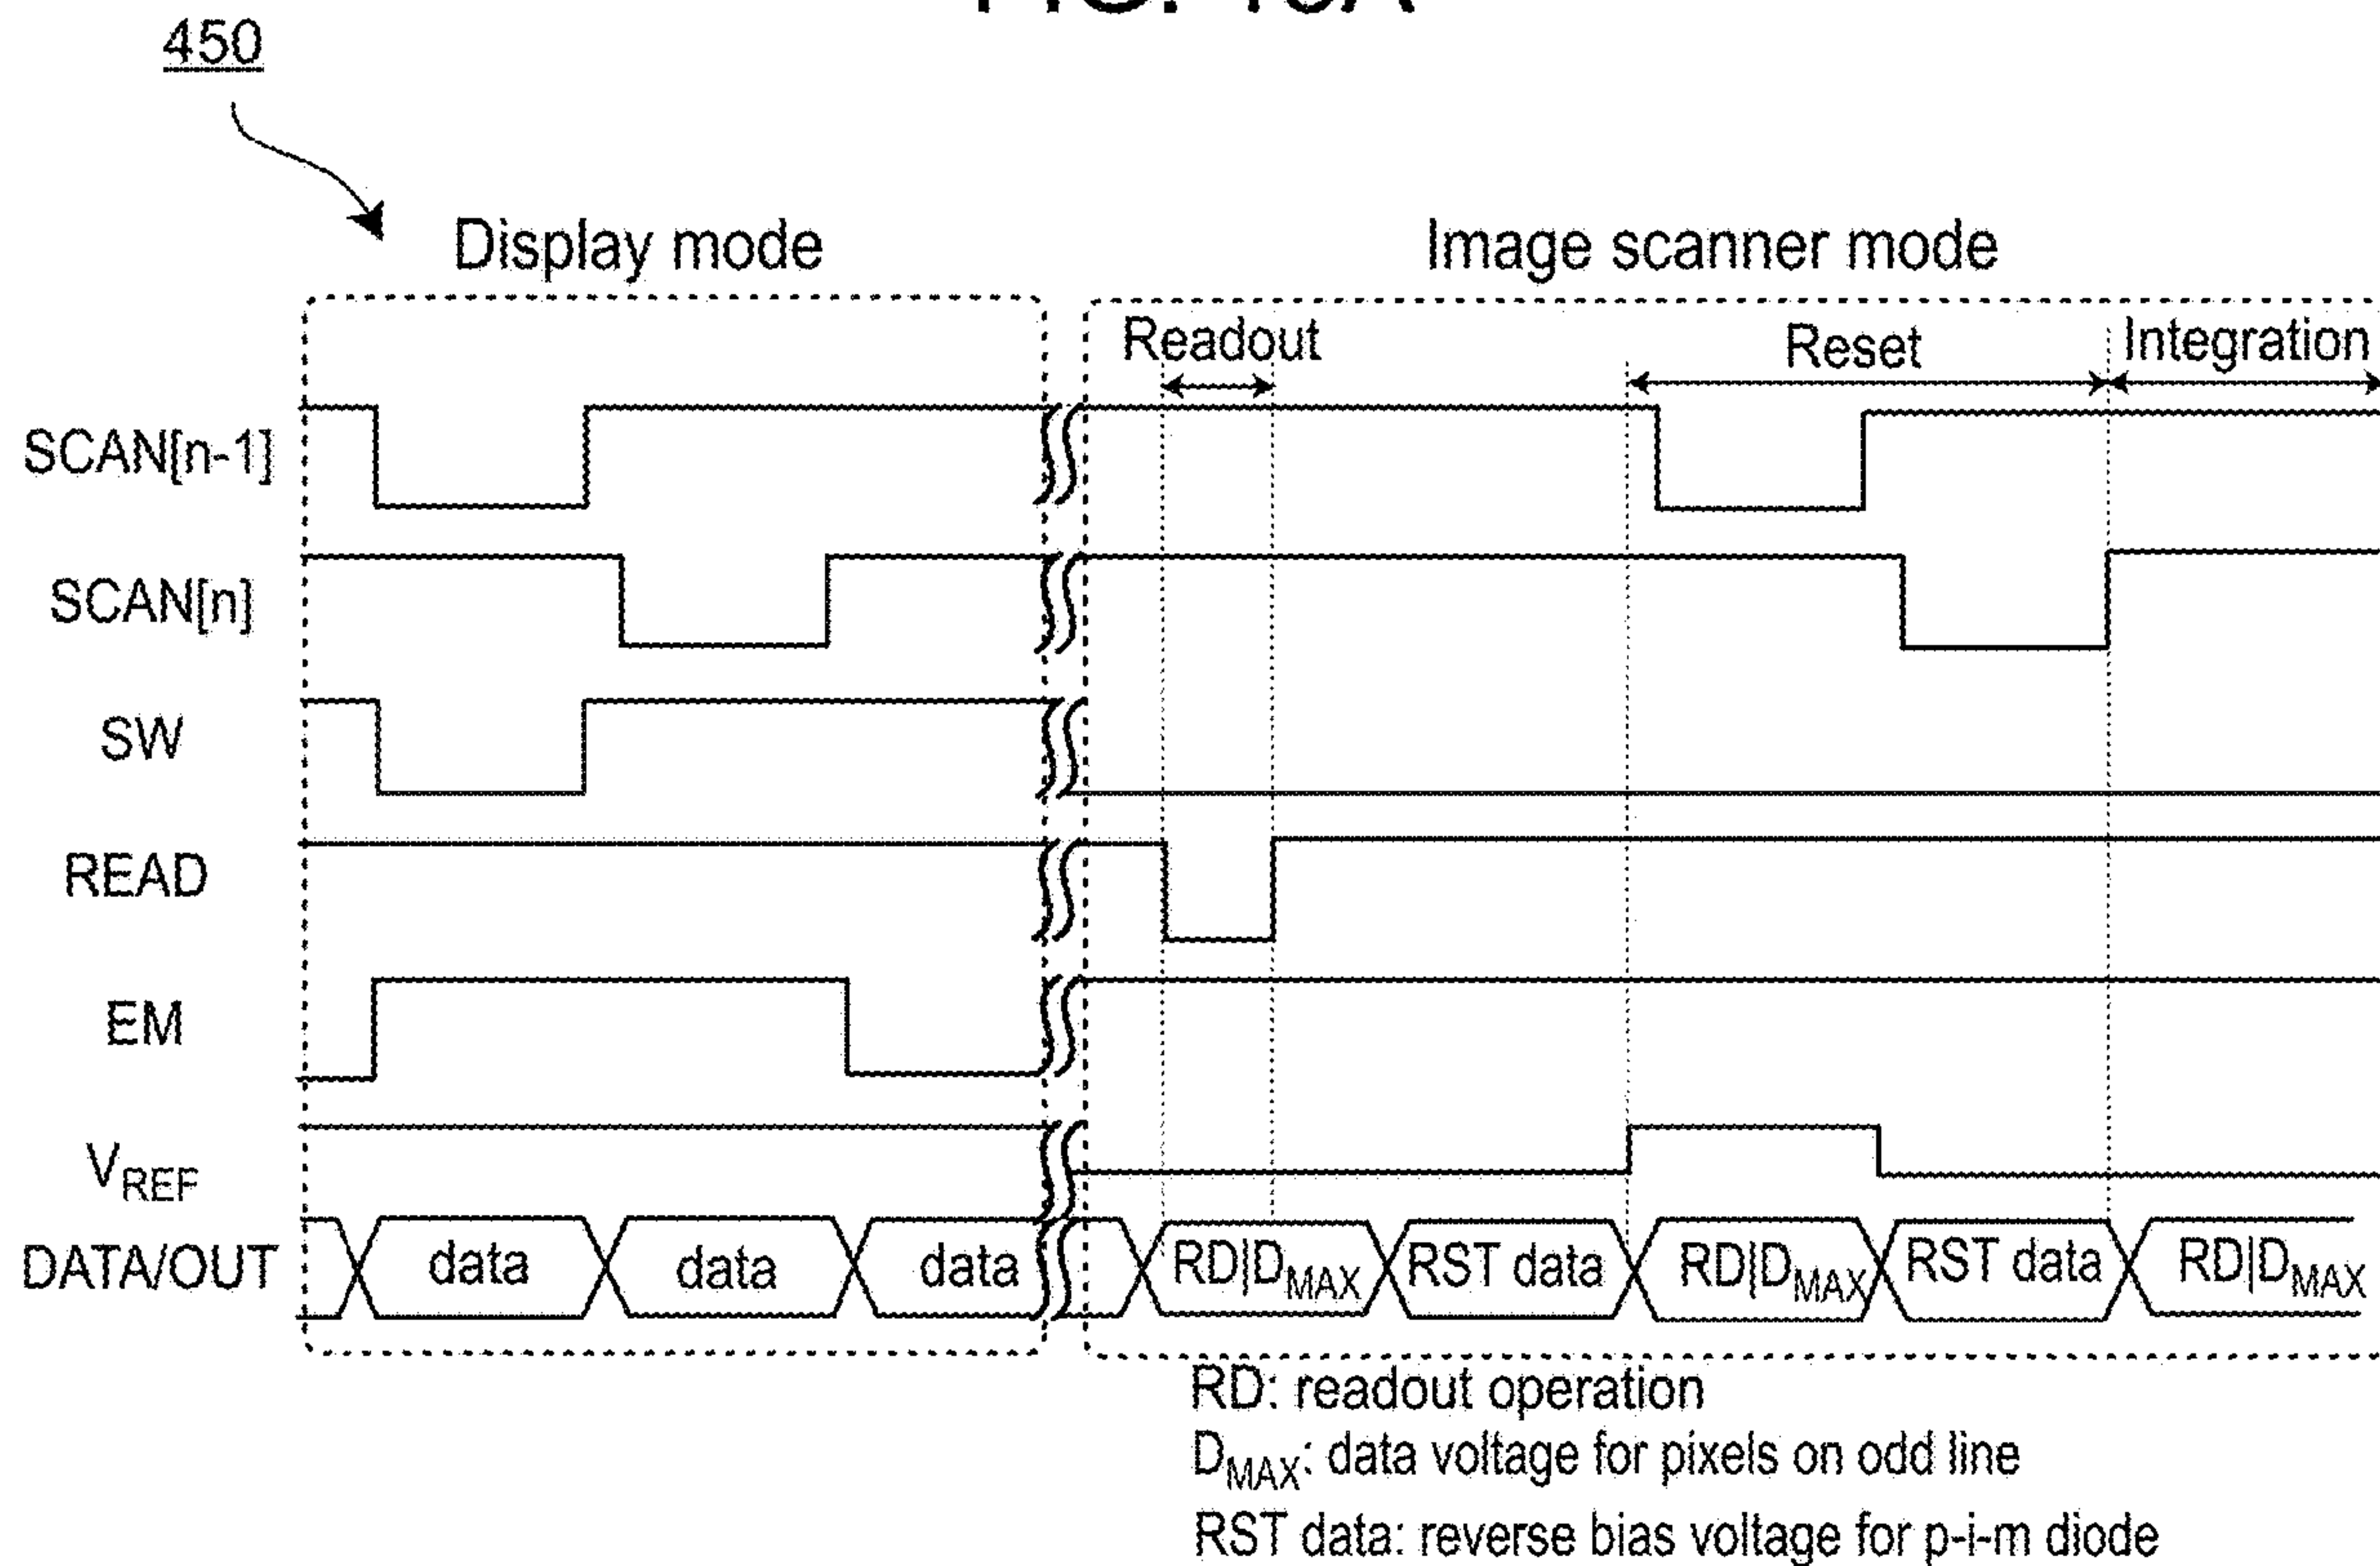 FIG. 10A
450
Display mode
Image scanner mode
Readout
Reset
Integration
SCAN[n-1]
SCAN[n]
SW
READ
EM
VREF
DATA/OUT
data
data
data
RD|DMAX
RST data
RD|DMAX
RST data
RD|DMAX
RD: readout operation
DMAX: data voltage for pixels on odd line
RST data: reverse bias voltage for p-i-m diode